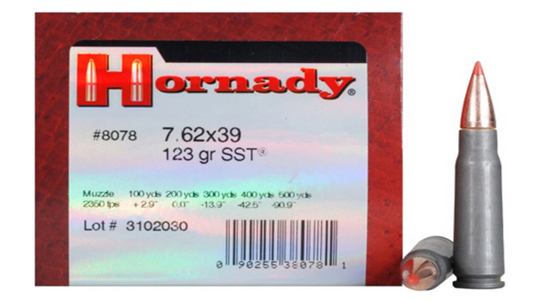 Hornady®
#8078 7.62x39
123 gr SST®
Muzzle 100 yds 200 yds 300 yds 400 yds 500 yds
2350 fps +2.9" 0.0" -13.9" -42.5" -90.9"
Lot # 3102030
0 90255 38078 1